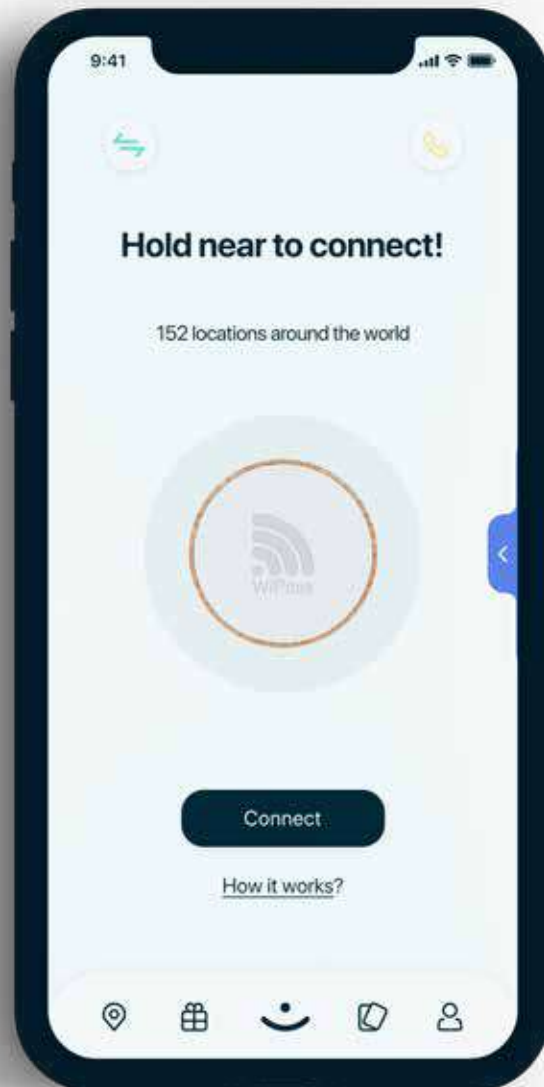 9:41
Hold near to connect!
152 locations around the world
WiPass
Connect
How it works?